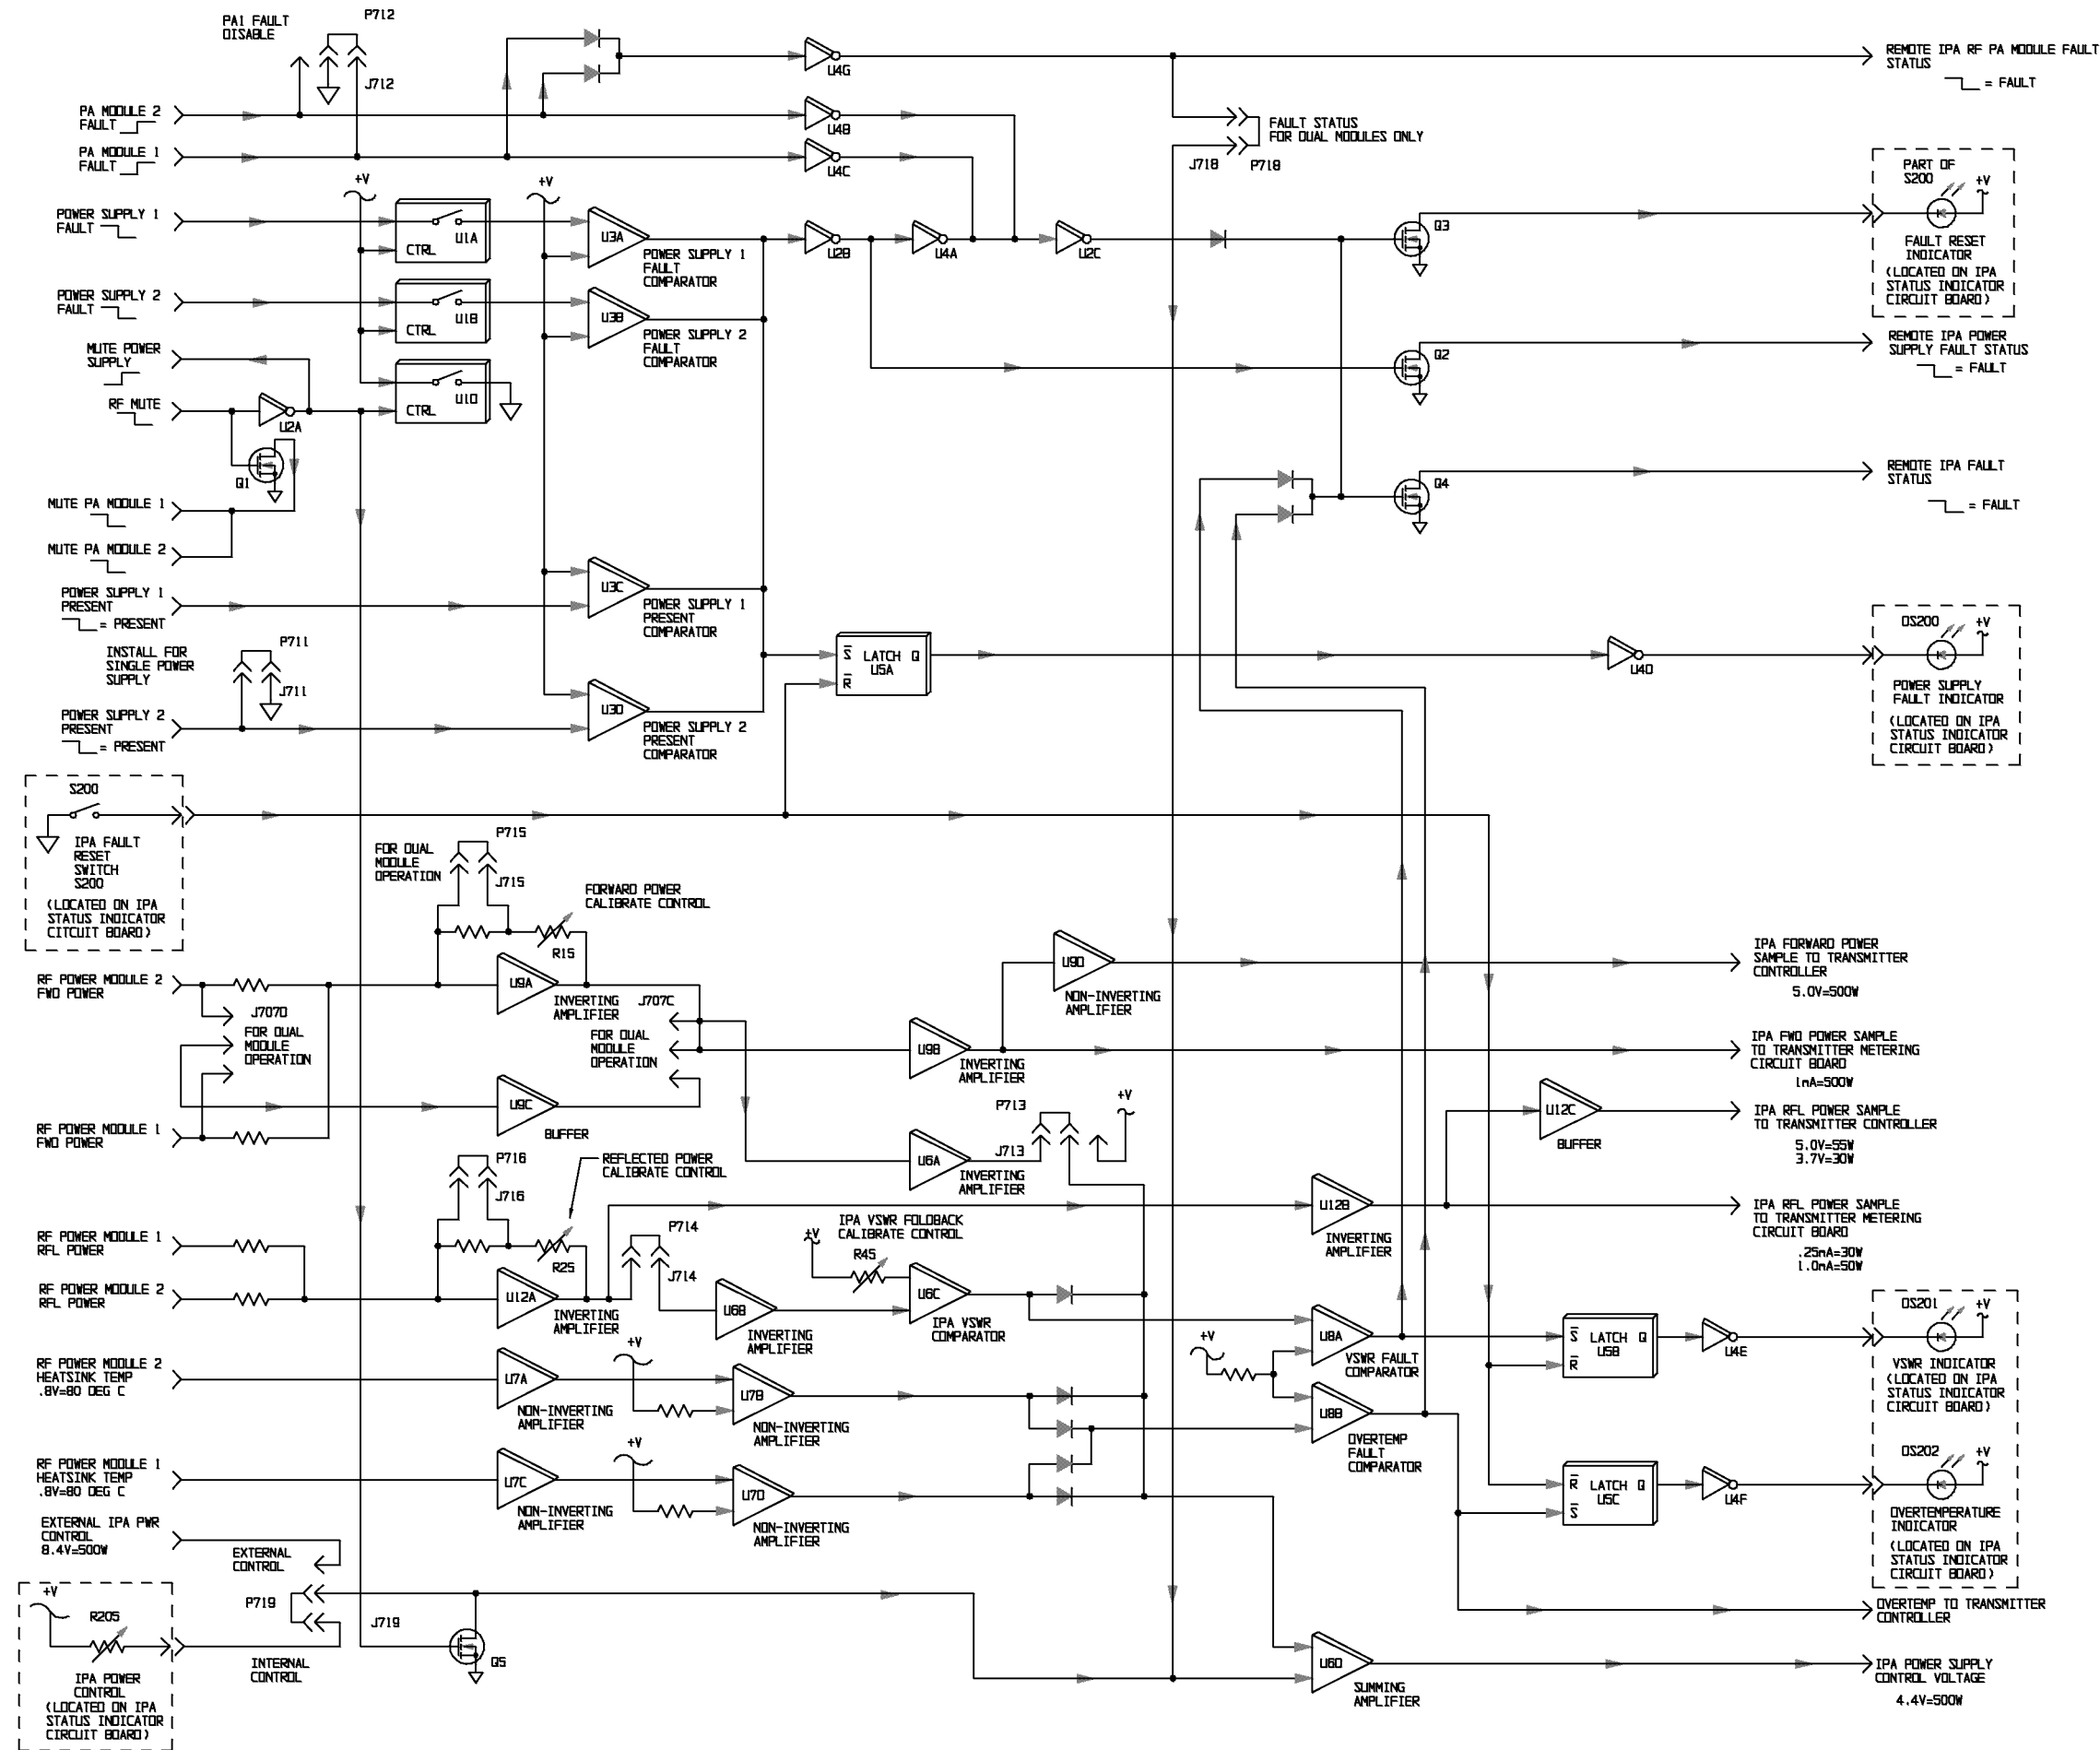 PA1 FAULT
DISABLE
P712
J712
U4G
REMOTE IPA RF PA MODULE FAULT
STATUS
= FAULT
PA MODULE 2
FAULT
U4B
PA MODULE 1
FAULT
U4C
FAULT STATUS
FOR DUAL MODULES ONLY
J718
P718
+V
+V
POWER SUPPLY 1
FAULT
U1A
CTRL
U3A
POWER SUPPLY 1
FAULT
COMPARATOR
U2B
U4A
U2C
Q3
PART OF
S200
+V
FAULT RESET
INDICATOR
(LOCATED ON IPA
STATUS INDICATOR
CIRCUIT BOARD)
POWER SUPPLY 2
FAULT
U1B
CTRL
U3B
POWER SUPPLY 2
FAULT
COMPARATOR
Q2
REMOTE IPA POWER
SUPPLY FAULT STATUS
= FAULT
MUTE POWER
SUPPLY
U1D
CTRL
RF MUTE
U2A
Q1
MUTE PA MODULE 1
MUTE PA MODULE 2
Q4
REMOTE IPA FAULT
STATUS
= FAULT
POWER SUPPLY 1
PRESENT
= PRESENT
U3C
POWER SUPPLY 1
PRESENT
COMPARATOR
INSTALL FOR
SINGLE POWER
SUPPLY
P711
J711
S LATCH Q
U5A
R
U4D
DS200
+V
POWER SUPPLY
FAULT INDICATOR
(LOCATED ON IPA
STATUS INDICATOR
CIRCUIT BOARD)
POWER SUPPLY 2
PRESENT
= PRESENT
U3D
POWER SUPPLY 2
PRESENT
COMPARATOR
S200
IPA FAULT
RESET
SWITCH
S200
(LOCATED ON IPA
STATUS INDICATOR
CITCUIT BOARD)
FOR DUAL
MODULE
OPERATION
P715
J715
FORWARD POWER
CALIBRATE CONTROL
R15
RF POWER MODULE 2
FWD POWER
U9A
INVERTING
AMPLIFIER
J707D
FOR DUAL
MODULE
OPERATION
J707C
FOR DUAL
MODULE
OPERATION
U9D
NON-INVERTING
AMPLIFIER
IPA FORWARD POWER
SAMPLE TO TRANSMITTER
CONTROLLER
5.0V=500W
U9B
INVERTING
AMPLIFIER
IPA FWD POWER SAMPLE
TO TRANSMITTER METERING
CIRCUIT BOARD
1mA=500W
U9C
BUFFER
RF POWER MODULE 1
FWD POWER
P713
J713
+V
U6A
INVERTING
AMPLIFIER
U12C
BUFFER
IPA RFL POWER SAMPLE
TO TRANSMITTER CONTROLLER
5.0V=55W
3.7V=30W
P716
J716
REFLECTED POWER
CALIBRATE CONTROL
R25
U12B
INVERTING
AMPLIFIER
IPA RFL POWER SAMPLE
TO TRANSMITTER METERING
CIRCUIT BOARD
.25mA=30W
1.0mA=50W
RF POWER MODULE 1
RFL POWER
RF POWER MODULE 2
RFL POWER
U12A
INVERTING
AMPLIFIER
P714
J714
IPA VSWR FOLDBACK
CALIBRATE CONTROL
+V
R45
U6B
INVERTING
AMPLIFIER
U6C
IPA VSWR
COMPARATOR
+V
U8A
VSWR FAULT
COMPARATOR
S LATCH Q
U5B
R
U4E
DS201
+V
VSWR INDICATOR
(LOCATED ON IPA
STATUS INDICATOR
CIRCUIT BOARD)
RF POWER MODULE 2
HEATSINK TEMP
.8V=80 DEG C
U7A
NON-INVERTING
AMPLIFIER
+V
U7B
NON-INVERTING
AMPLIFIER
U8B
OVERTEMP
FAULT
COMPARATOR
RF POWER MODULE 1
HEATSINK TEMP
.8V=80 DEG C
U7C
NON-INVERTING
AMPLIFIER
+V
U7D
NON-INVERTING
AMPLIFIER
R LATCH Q
U5C
S
U4F
DS202
+V
OVERTEMPERATURE
INDICATOR
(LOCATED ON IPA
STATUS INDICATOR
CIRCUIT BOARD)
EXTERNAL IPA PWR
CONTROL
8.4V=500W
EXTERNAL
CONTROL
P719
J719
INTERNAL
CONTROL
+V
R205
IPA POWER
CONTROL
(LOCATED ON IPA
STATUS INDICATOR
CIRCUIT BOARD)
Q5
U6D
SUMMING
AMPLIFIER
OVERTEMP TO TRANSMITTER
CONTROLLER
IPA POWER SUPPLY
CONTROL VOLTAGE
4.4V=500W